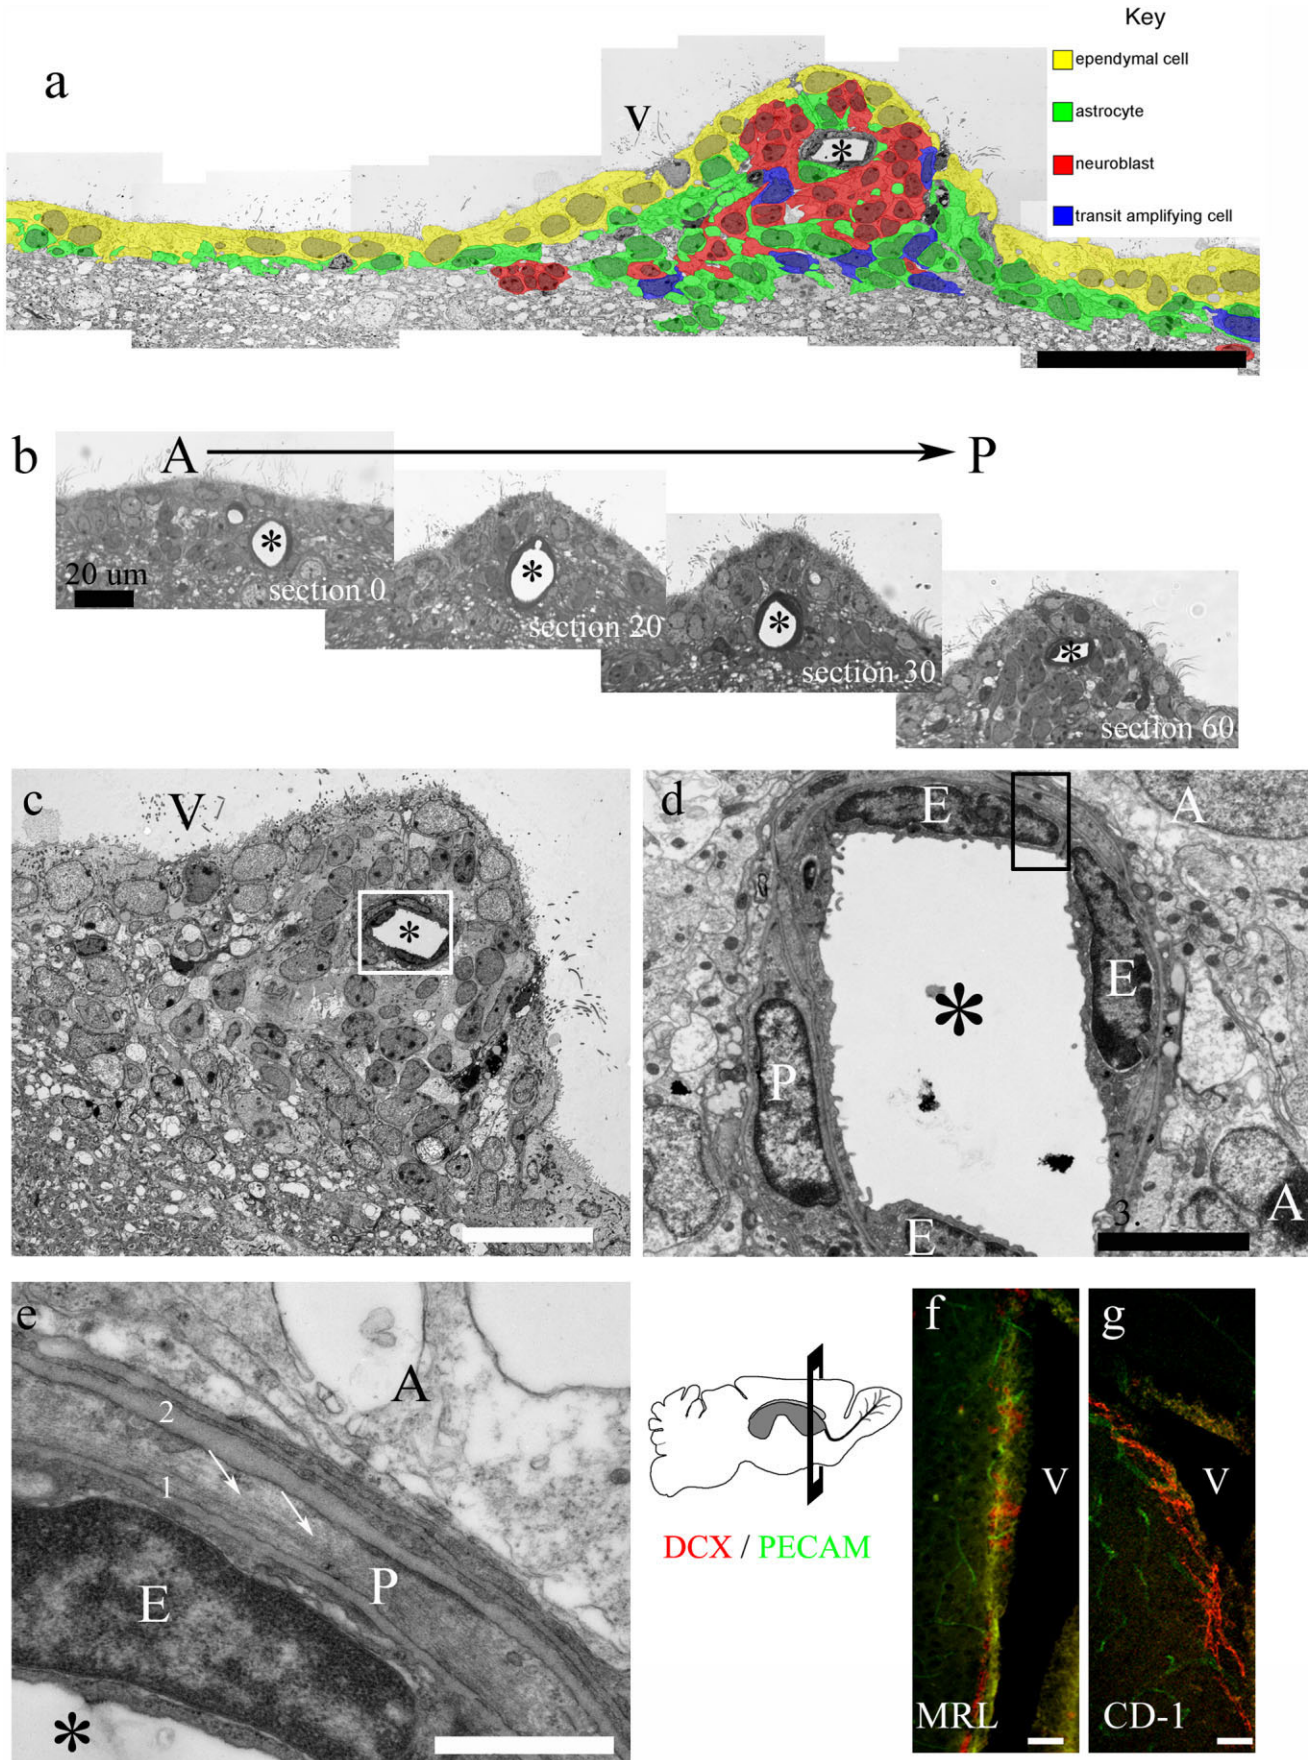 a
V
*
Key
ependymal cell
astrocyte
neuroblast
transit amplifying cell
b
A
P
*
20 um
section 0
*
section 20
*
section 30
*
section 60
c
V
*
d
E
A
E
*
P
E
3.
A
e
A
2
1
P
E
*
DCX / PECAM
f
V
MRL
g
V
CD-1